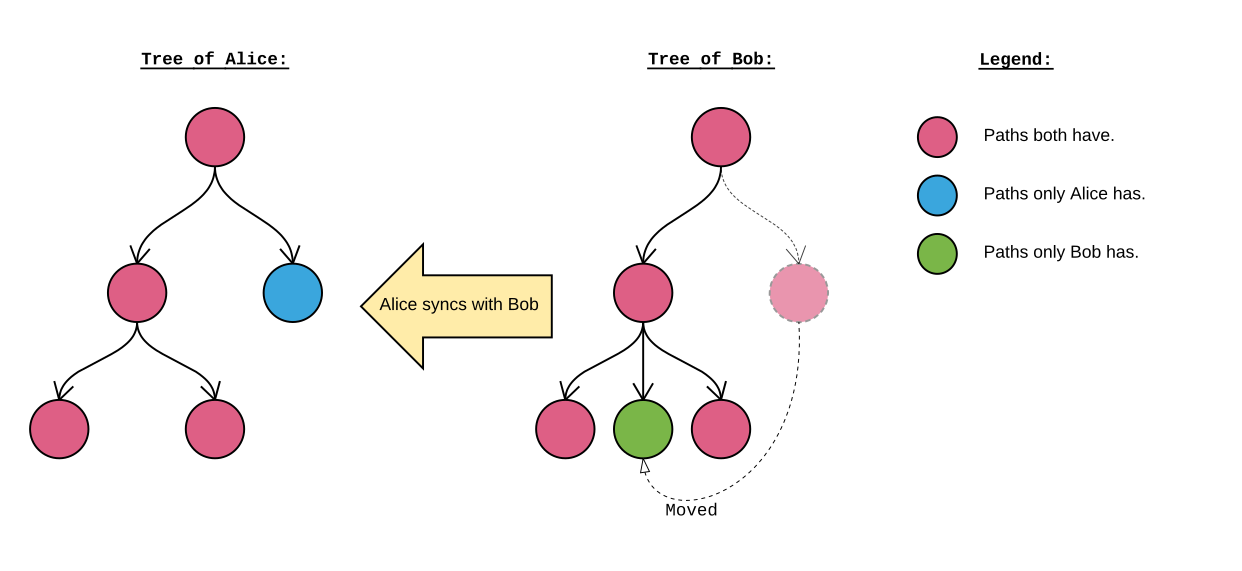 Tree of Alice:
Tree of Bob:
Legend:
Paths both have.
Paths only Alice has.
Paths only Bob has.
Alice syncs with Bob
Moved